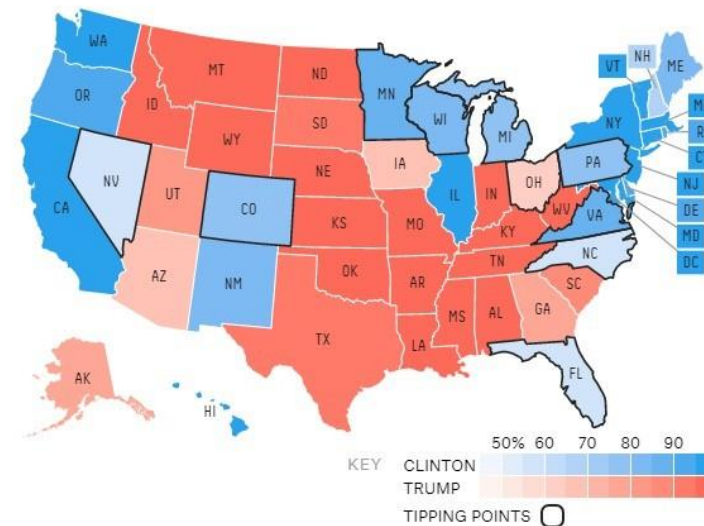 WA
MT
ND
MN
VT
NH
ME
OR
ID
WY
SD
WI
MI
NY
M
R
C
NV
UT
CO
NE
IA
IL
IN
OH
PA
NJ
DE
MD
DC
CA
KS
MO
KY
WV
VA
AZ
NM
OK
AR
TN
NC
SC
TX
LA
MS
AL
GA
AK
HI
FL
50% 60 70 80 90
KEY CLINTON
TRUMP
TIPPING POINTS